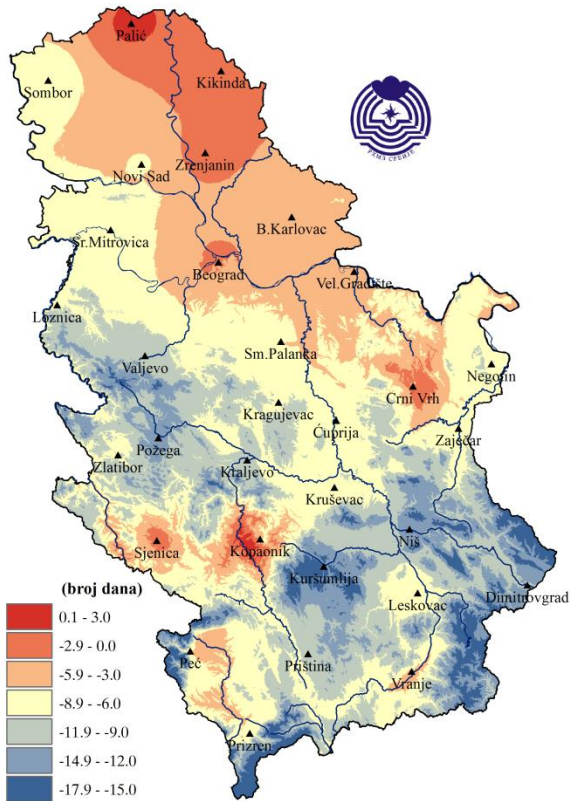 Palić
Kikinda
Sombor
Zrenjanin
Novi Sad
РХМЗ СРБИЈЕ
B.Karlovac
Sr.Mitrovica
Beograd
Vel.Gradište
Loznica
Sm.Palanka
Valjevo
Negotin
Crni Vrh
Kragujevac
Ćuprija
Zaječar
Požega
Zlatibor
Kraljevo
Kruševac
Niš
Sjenica
Kopaonik
Kuršumlija
Dimitrovgrad
Leskovac
Peć
Priština
Vranje
Prizren
(broj dana)
0.1 - 3.0
-2.9 - 0.0
-5.9 - -3.0
-8.9 - -6.0
-11.9 - -9.0
-14.9 - -12.0
-17.9 - -15.0